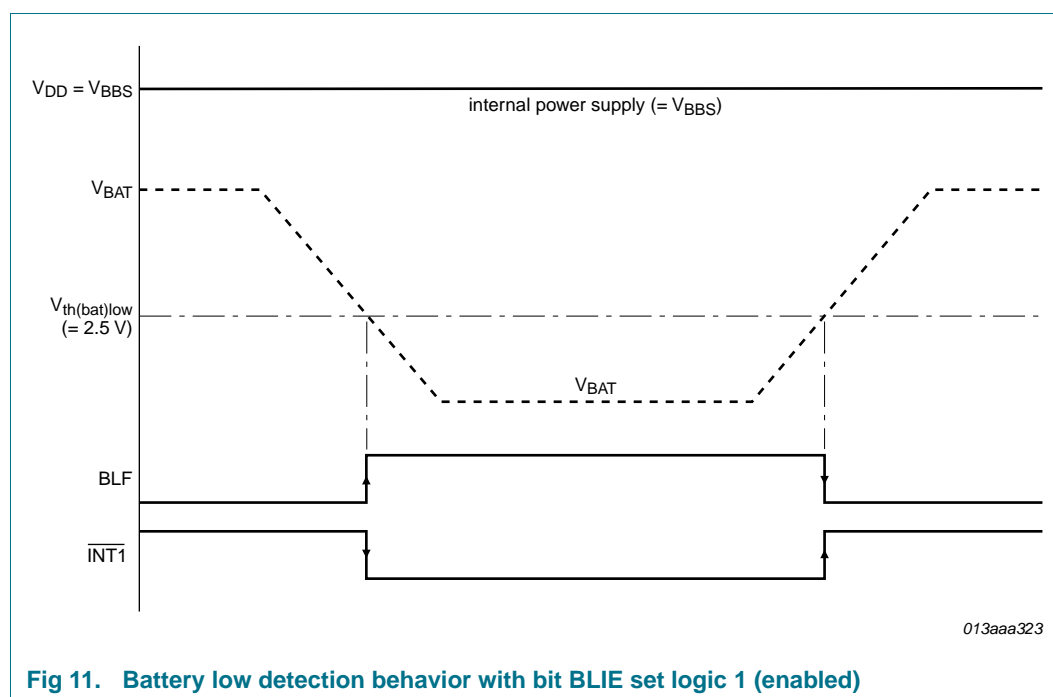 VDD = VBBS
internal power supply (= VBBS)
VBAT
Vth(bat)low
(= 2.5 V)
VBAT
BLF
INT1
013aaa323
Fig 11. Battery low detection behavior with bit BLIE set logic 1 (enabled)